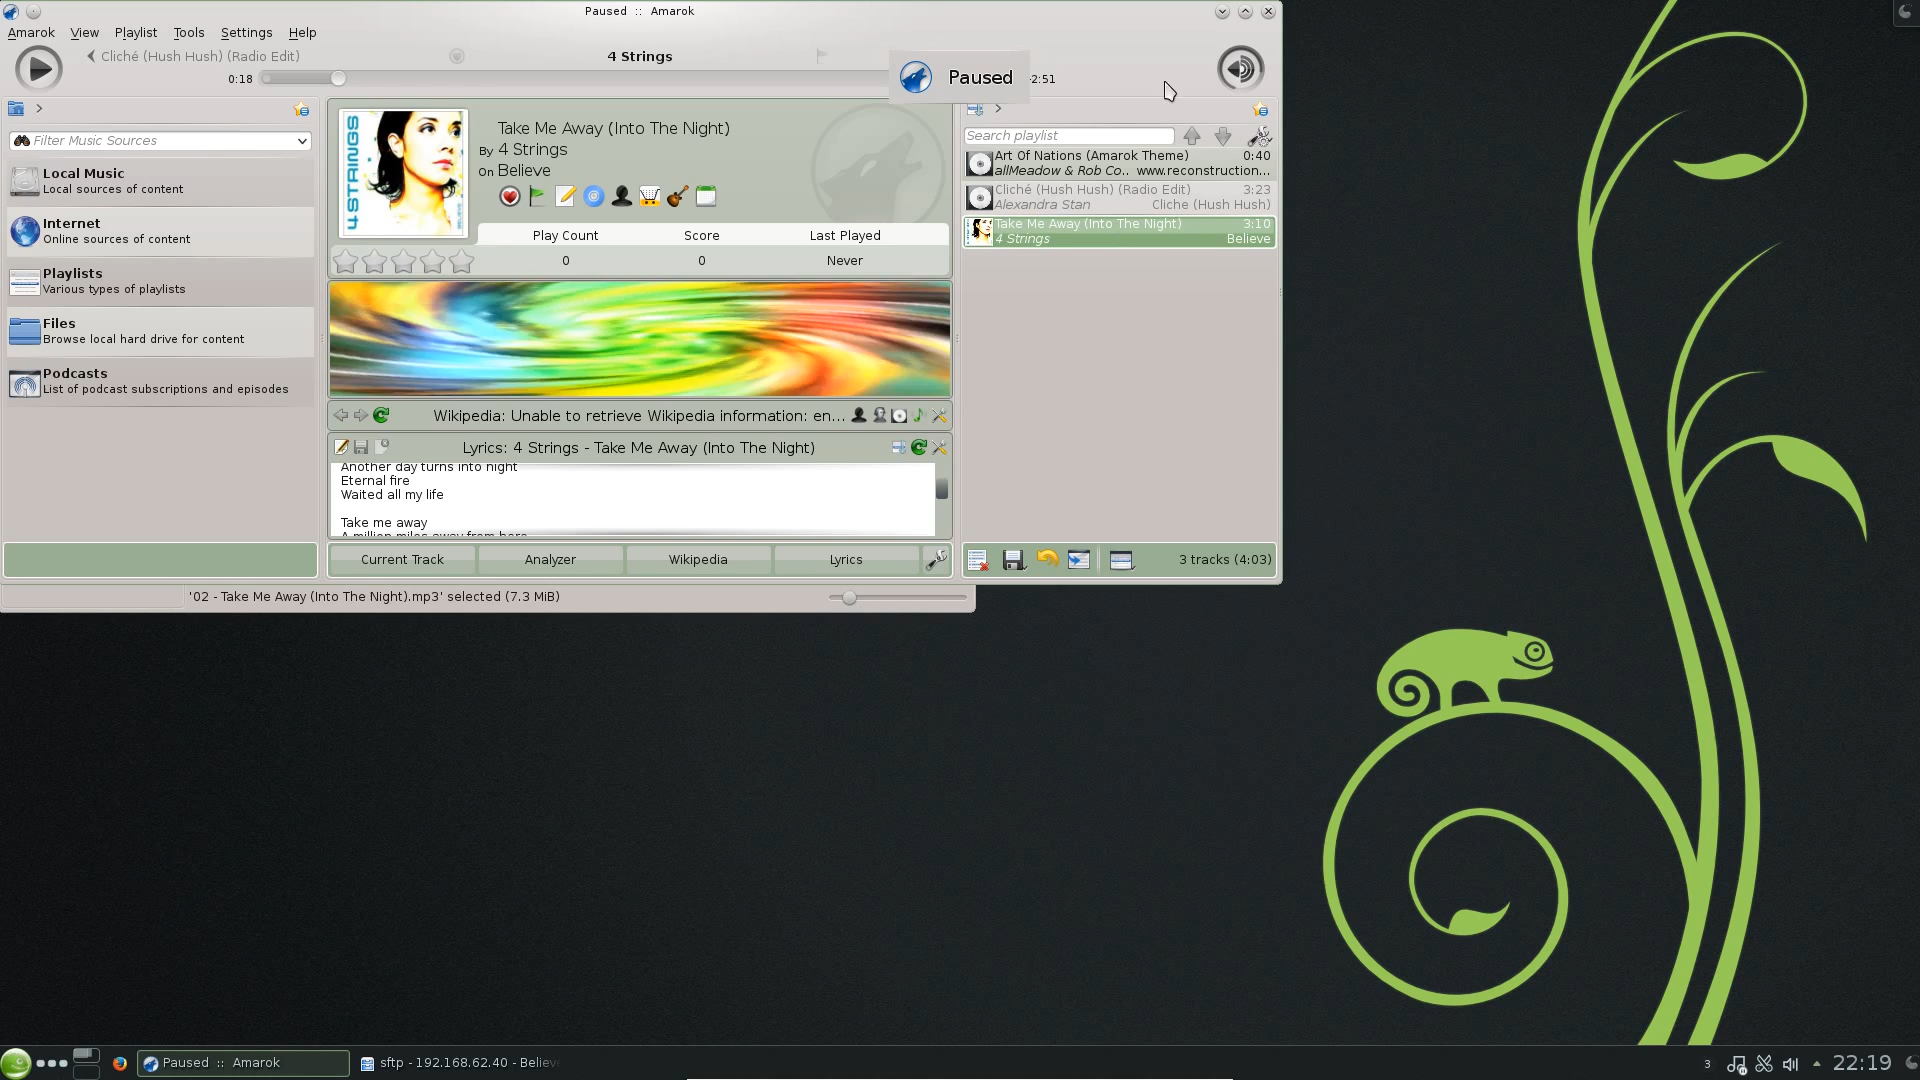 Paused :: Amarok
Amarok View Playlist Tools Settings Help
Cliché (Hush Hush) (Radio Edit)
4 Strings
0:18
-2:51
Paused
Filter Music Sources
Local Music
Local sources of content
Internet
Online sources of content
Playlists
Various types of playlists
Files
Browse local hard drive for content
Podcasts
List of podcast subscriptions and episodes
4 STRINGS
Take Me Away (Into The Night)
By 4 Strings
On Believe
Play Count Score Last Played
0 0 Never
Wikipedia: Unable to retrieve Wikipedia information: en...
Lyrics: 4 Strings - Take Me Away (Into The Night)
Another day turns into night
Eternal fire
Waited all my life
Take me away
A million miles away from here
Current Track Analyzer Wikipedia Lyrics
Search playlist
Art Of Nations (Amarok Theme) 0:40
allMeadow & Rob Co.. www.reconstruction...
Cliché (Hush Hush) (Radio Edit) 3:23
Alexandra Stan Cliche (Hush Hush)
Take Me Away (Into The Night) 3:10
4 Strings Believe
3 tracks (4:03)
'02 - Take Me Away (Into The Night).mp3' selected (7.3 MiB)
Paused :: Amarok
sftp - 192.168.62.40 - Believ
3
22:19